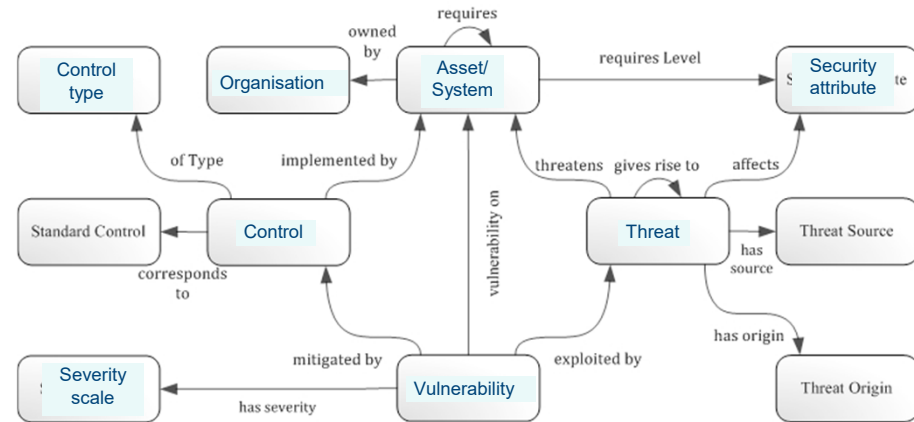 requires
owned
by
Control
type
Organisation
Asset/
System
requires Level
Security
attribute
S
te
of Type
implemented by
threatens
gives rise to
affects
Standard Control
Control
vulnerability on
Threat
Threat Source
corresponds
to
has
source
mitigated by
exploited by
has origin
Severity
scale
has severity
Vulnerability
Threat Origin